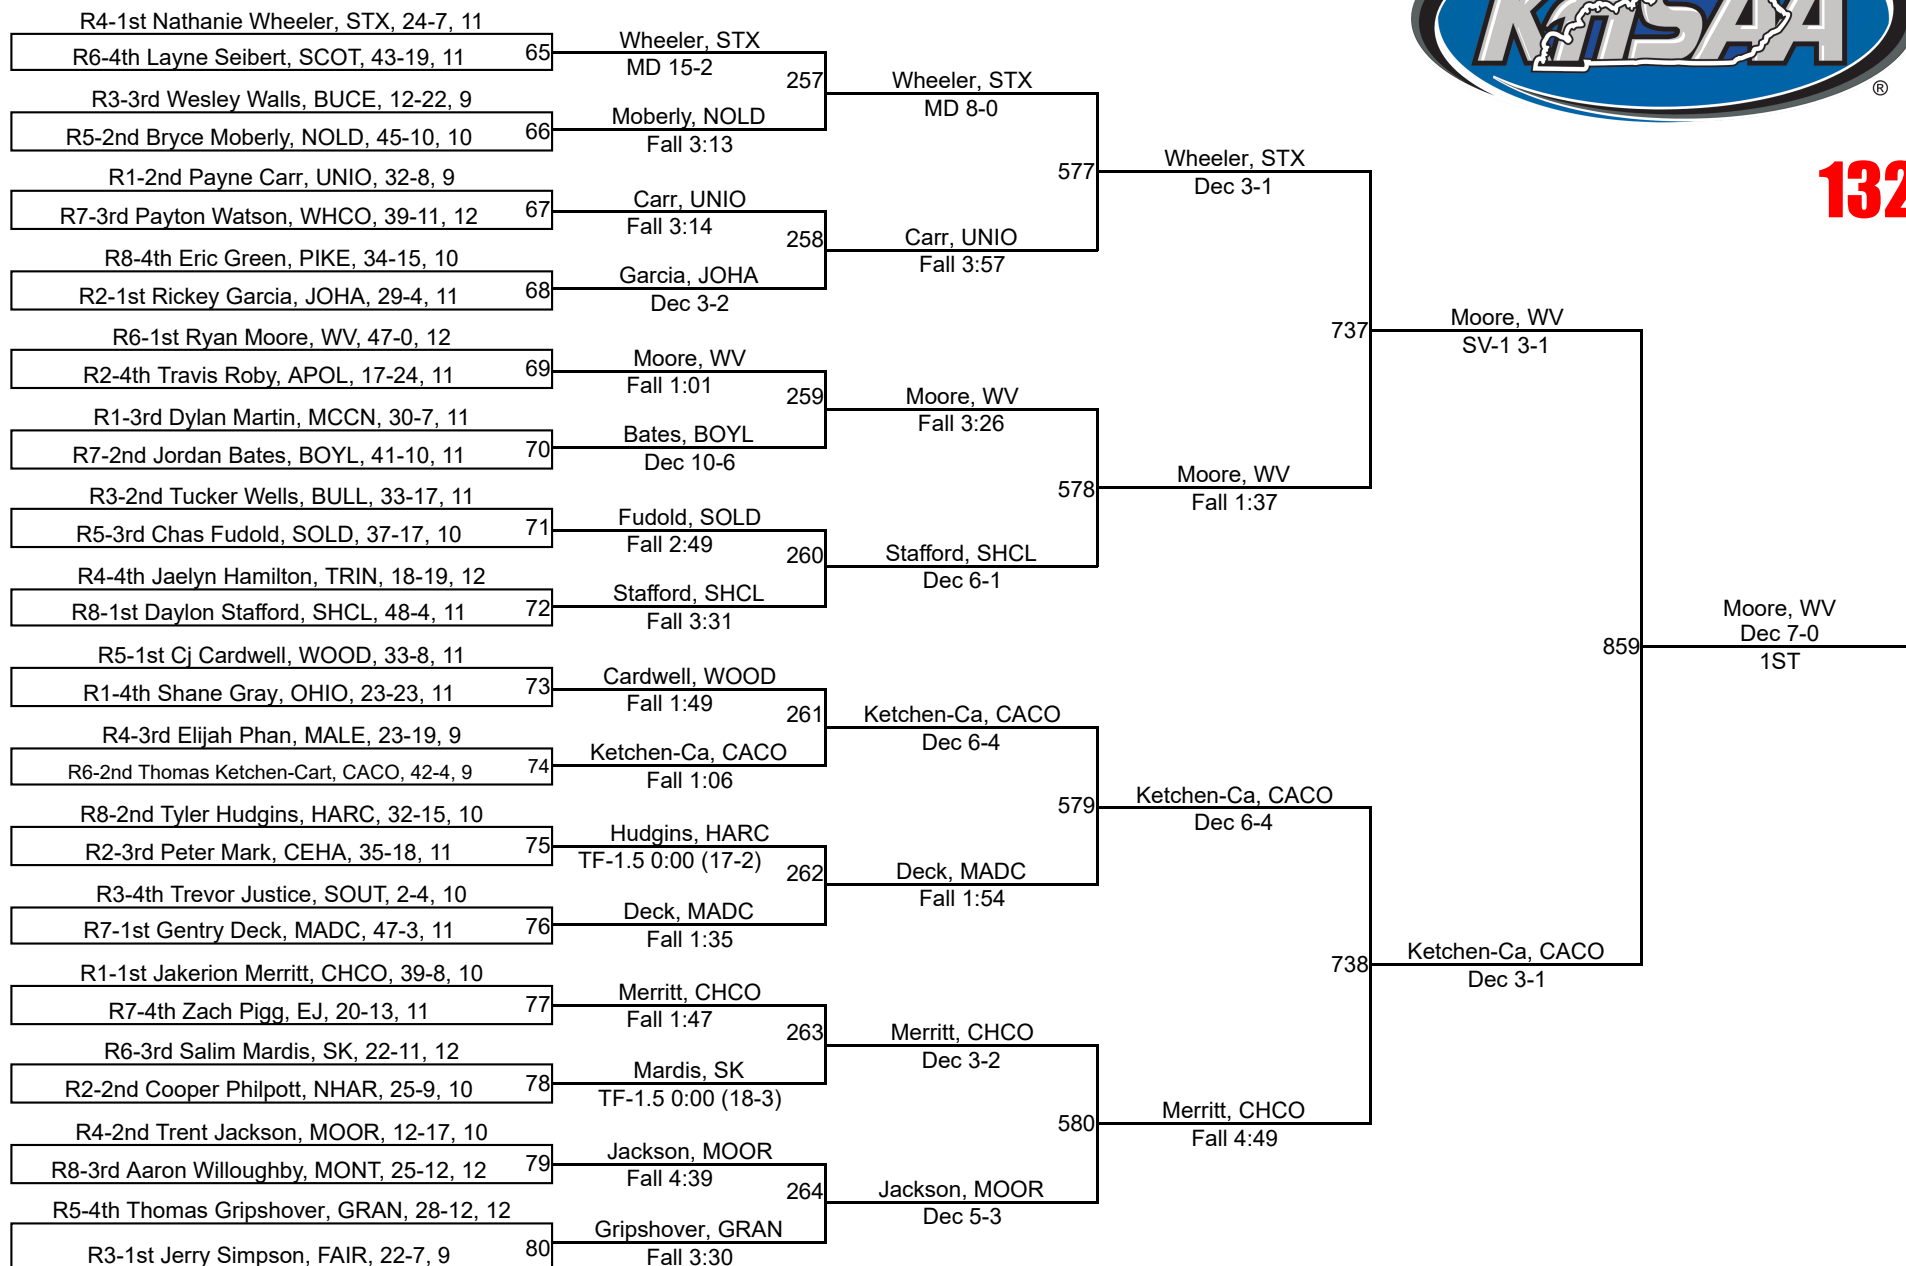 KHSAA
®
132
R4-1st Nathanie Wheeler, STX, 24-7, 11
R6-4th Layne Seibert, SCOT, 43-19, 11
65
R3-3rd Wesley Walls, BUCE, 12-22, 9
R5-2nd Bryce Moberly, NOLD, 45-10, 10
66
R1-2nd Payne Carr, UNIO, 32-8, 9
R7-3rd Payton Watson, WHCO, 39-11, 12
67
R8-4th Eric Green, PIKE, 34-15, 10
R2-1st Rickey Garcia, JOHA, 29-4, 11
68
R6-1st Ryan Moore, WV, 47-0, 12
R2-4th Travis Roby, APOL, 17-24, 11
69
R1-3rd Dylan Martin, MCCN, 30-7, 11
R7-2nd Jordan Bates, BOYL, 41-10, 11
70
R3-2nd Tucker Wells, BULL, 33-17, 11
R5-3rd Chas Fudold, SOLD, 37-17, 10
71
R4-4th Jaelyn Hamilton, TRIN, 18-19, 12
R8-1st Daylon Stafford, SHCL, 48-4, 11
72
R5-1st Cj Cardwell, WOOD, 33-8, 11
R1-4th Shane Gray, OHIO, 23-23, 11
73
R4-3rd Elijah Phan, MALE, 23-19, 9
R6-2nd Thomas Ketchen-Cart, CACO, 42-4, 9
74
R8-2nd Tyler Hudgins, HARC, 32-15, 10
R2-3rd Peter Mark, CEHA, 35-18, 11
75
R3-4th Trevor Justice, SOUT, 2-4, 10
R7-1st Gentry Deck, MADC, 47-3, 11
76
R1-1st Jakerion Merritt, CHCO, 39-8, 10
R7-4th Zach Pigg, EJ, 20-13, 11
77
R6-3rd Salim Mardis, SK, 22-11, 12
R2-2nd Cooper Philpott, NHAR, 25-9, 10
78
R4-2nd Trent Jackson, MOOR, 12-17, 10
R8-3rd Aaron Willoughby, MONT, 25-12, 12
79
R5-4th Thomas Gripshover, GRAN, 28-12, 12
R3-1st Jerry Simpson, FAIR, 22-7, 9
80
Wheeler, STX
MD 15-2
257
Moberly, NOLD
Fall 3:13
Carr, UNIO
Fall 3:14
258
Garcia, JOHA
Dec 3-2
Moore, WV
Fall 1:01
259
Bates, BOYL
Dec 10-6
Fudold, SOLD
Fall 2:49
260
Stafford, SHCL
Fall 3:31
Cardwell, WOOD
Fall 1:49
261
Ketchen-Ca, CACO
Fall 1:06
Hudgins, HARC
TF-1.5 0:00 (17-2)
262
Deck, MADC
Fall 1:35
Merritt, CHCO
Fall 1:47
263
Mardis, SK
TF-1.5 0:00 (18-3)
Jackson, MOOR
Fall 4:39
264
Gripshover, GRAN
Fall 3:30
Wheeler, STX
MD 8-0
577
Carr, UNIO
Fall 3:57
Moore, WV
Fall 3:26
578
Stafford, SHCL
Dec 6-1
Ketchen-Ca, CACO
Dec 6-4
579
Deck, MADC
Fall 1:54
Merritt, CHCO
Dec 3-2
580
Jackson, MOOR
Dec 5-3
Wheeler, STX
Dec 3-1
737
Moore, WV
Fall 1:37
Ketchen-Ca, CACO
Dec 6-4
738
Merritt, CHCO
Fall 4:49
Moore, WV
SV-1 3-1
859
Ketchen-Ca, CACO
Dec 3-1
Moore, WV
Dec 7-0
1ST